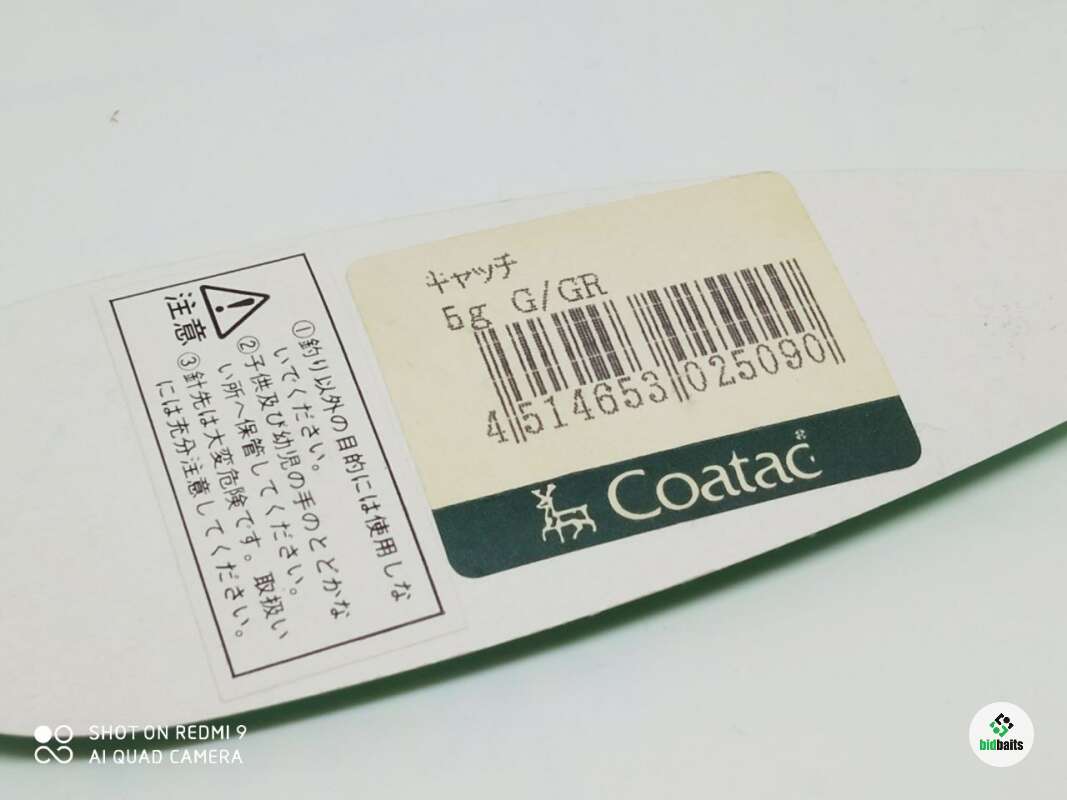 注意
①釣り以外の目的には使用しな
いでください。
②子供及び幼児の手のとどかな
い所へ保管してください。
③針先は大変危険です。取扱い
には充分注意してください。
キャッチ
5g G/GR
4 514653 025090
Coatac®
SHOT ON REDMI 9
AI QUAD CAMERA
bidbaits